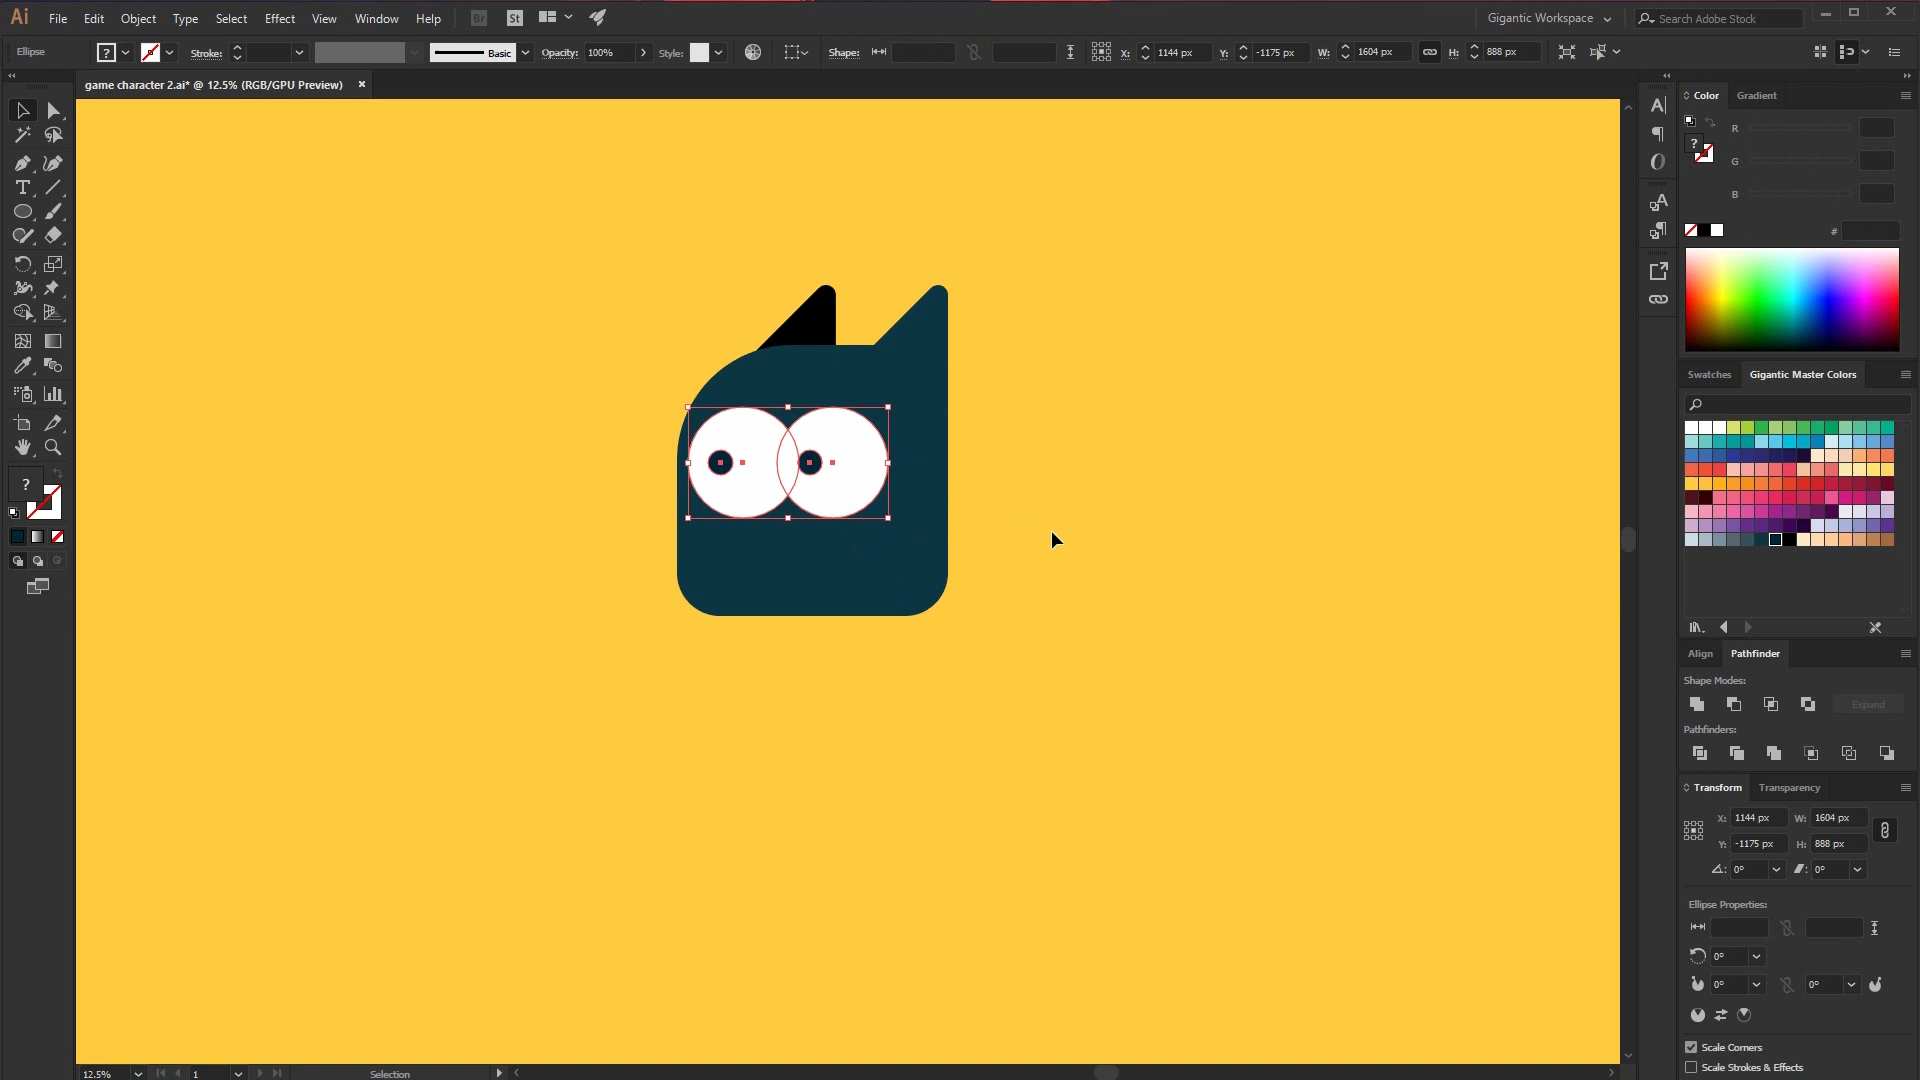 Ai File Edit Object Type Select Effect View Window Help Br St Gigantic Workspace Search Adobe Stock
Ellipse ? Stroke: Basic Opacity: 100% Style: Shape: X: 1144 px Y: -1175 px W: 1604 px H: 888 px
game character 2.ai* @ 12.5% (RGB/GPU Preview) ×
Color Gradient
R
?
G
B
#
Swatches Gigantic Master Colors
?
Align Pathfinder
Shape Modes:
Expand
Pathfinders:
Transform Transparency
X: 1144 px W: 1604 px
Y: -1175 px H: 888 px
0° 0°
Ellipse Properties:
0°
0° 0°
Scale Corners
Scale Strokes & Effects
12.5% 1 Selection